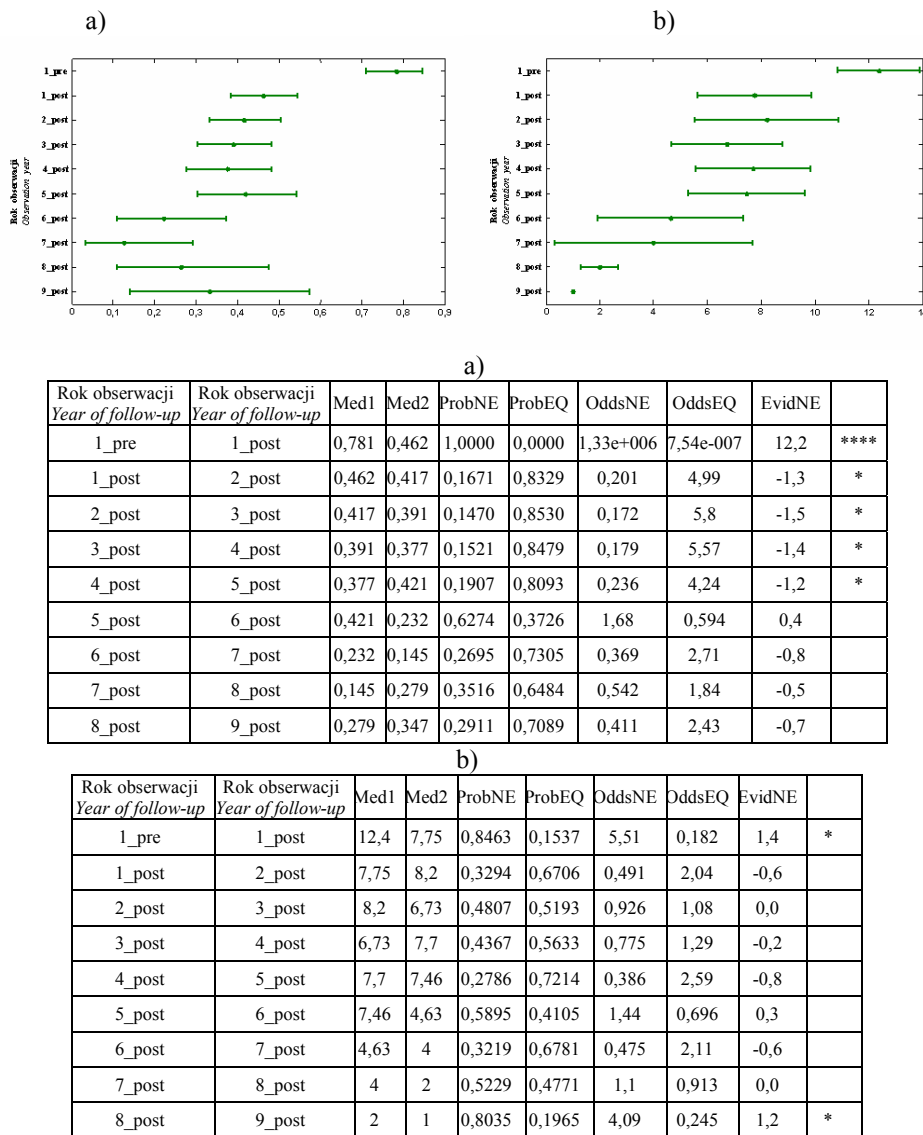 a) b)
1_pre
1_post
2_post
3_post
4_post
5_post
6_post
7_post
8_post
9_post
Rok obserwacji
Observation year
0 0,1 0,2 0,3 0,4 0,5 0,6 0,7 0,8 0,9
1_pre
1_post
2_post
3_post
4_post
5_post
6_post
7_post
8_post
9_post
Rok obserwacji
Observation year
0 2 4 6 8 10 12 14
a)
Rok obserwacji Rok obserwacji Med1 Med2 ProbNE ProbEQ OddsNE OddsEQ EvidNE
Year of follow-up Year of follow-up
1_pre 1_post 0,781 0,462 1,0000 0,0000 1,33e+006 7,54e-007 12,2 ****
1_post 2_post 0,462 0,417 0,1671 0,8329 0,201 4,99 -1,3 *
2_post 3_post 0,417 0,391 0,1470 0,8530 0,172 5,8 -1,5 *
3_post 4_post 0,391 0,377 0,1521 0,8479 0,179 5,57 -1,4 *
4_post 5_post 0,377 0,421 0,1907 0,8093 0,236 4,24 -1,2 *
5_post 6_post 0,421 0,232 0,6274 0,3726 1,68 0,594 0,4
6_post 7_post 0,232 0,145 0,2695 0,7305 0,369 2,71 -0,8
7_post 8_post 0,145 0,279 0,3516 0,6484 0,542 1,84 -0,5
8_post 9_post 0,279 0,347 0,2911 0,7089 0,411 2,43 -0,7
b)
Rok obserwacji Rok obserwacji Med1 Med2 ProbNE ProbEQ OddsNE OddsEQ EvidNE
Year of follow-up Year of follow-up
1_pre 1_post 12,4 7,75 0,8463 0,1537 5,51 0,182 1,4 *
1_post 2_post 7,75 8,2 0,3294 0,6706 0,491 2,04 -0,6
2_post 3_post 8,2 6,73 0,4807 0,5193 0,926 1,08 0,0
3_post 4_post 6,73 7,7 0,4367 0,5633 0,775 1,29 -0,2
4_post 5_post 7,7 7,46 0,2786 0,7214 0,386 2,59 -0,8
5_post 6_post 7,46 4,63 0,5895 0,4105 1,44 0,696 0,3
6_post 7_post 4,63 4 0,3219 0,6781 0,475 2,11 -0,6
7_post 8_post 4 2 0,5229 0,4771 1,1 0,913 0,0
8_post 9_post 2 1 0,8035 0,1965 4,09 0,245 1,2 *